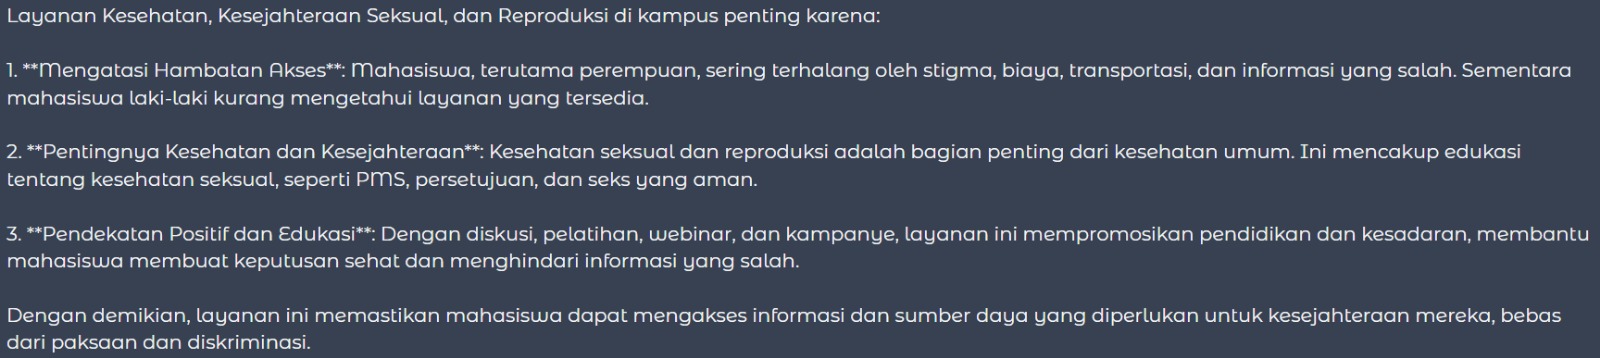 Layanan Kesehatan, Kesejahteraan Seksual, dan Reproduksi di kampus penting karena:
1. **Mengatasi Hambatan Akses**: Mahasiswa, terutama perempuan, sering terhalang oleh stigma, biaya, transportasi, dan informasi yang salah. Sementara
mahasiswa laki-laki kurang mengetahui layanan yang tersedia.
2. **Pentingnya Kesehatan dan Kesejahteraan**: Kesehatan seksual dan reproduksi adalah bagian penting dari kesehatan umum. Ini mencakup edukasi
tentang kesehatan seksual, seperti PMS, persetujuan, dan seks yang aman.
3. **Pendekatan Positif dan Edukasi**: Dengan diskusi, pelatihan, webinar, dan kampanye, layanan ini mempromosikan pendidikan dan kesadaran, membantu
mahasiswa membuat keputusan sehat dan menghindari informasi yang salah.
Dengan demikian, layanan ini memastikan mahasiswa dapat mengakses informasi dan sumber daya yang diperlukan untuk kesejahteraan mereka, bebas
dari paksaan dan diskriminasi.